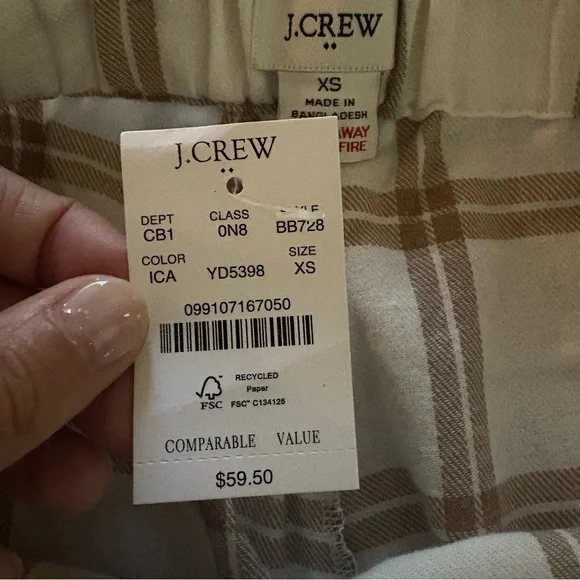 J.CREW
XS
MADE IN
BANGLADESH
FIRE
J.CREW
DEPT CLASS
CB1 0N8 BB728
COLOR SIZE
ICA YD5398 XS
099107167050
RECYCLED
Paper
FSC
FSC™ C134125
COMPARABLE VALUE
$59.50